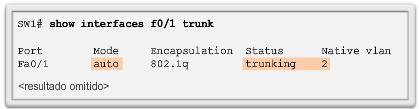 SW1# show interfaces f0/1 trunk
Port Mode Encapsulation Status Native vlan
Fa0/1 auto 802.1q trunking 2
<resultado omitido>